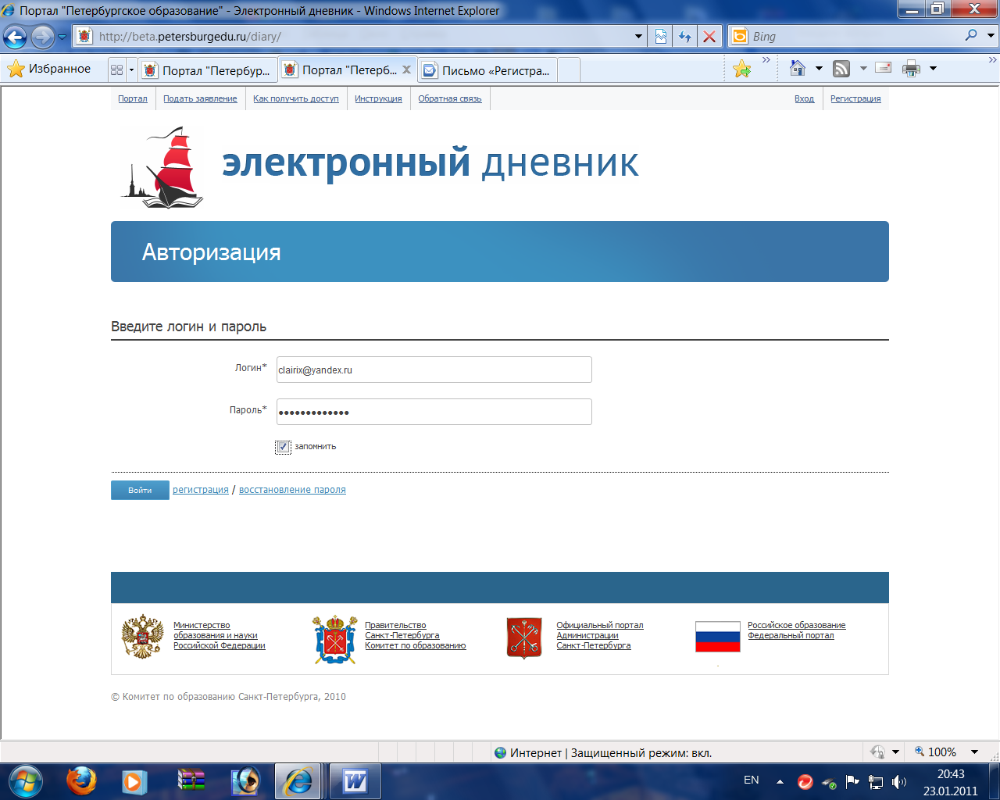 Портал "Петербургское образование" - Электронный дневник - Windows Internet Explorer
http://beta.petersburgedu.ru/diary/
Bing
Избранное
Портал "Петербур...
Портал "Петерб...
Письмо «Регистра...
Портал
Подать заявление
Как получить доступ
Инструкция
Обратная связь
Вход
Регистрация
электронный дневник
Авторизация
Введите логин и пароль
Логин*
clairix@yandex.ru
Пароль*
•••••••••••••
запомнить
Войти
регистрация / восстановление пароля
Министерство
образования и науки
Российской Федерации
Правительство
Санкт-Петербурга
Комитет по образованию
Официальный портал
Администрации
Санкт-Петербурга
Российское образование
Федеральный портал
© Комитет по образованию Санкт-Петербурга, 2010
Интернет | Защищенный режим: вкл.
100%
EN
20:43
23.01.2011